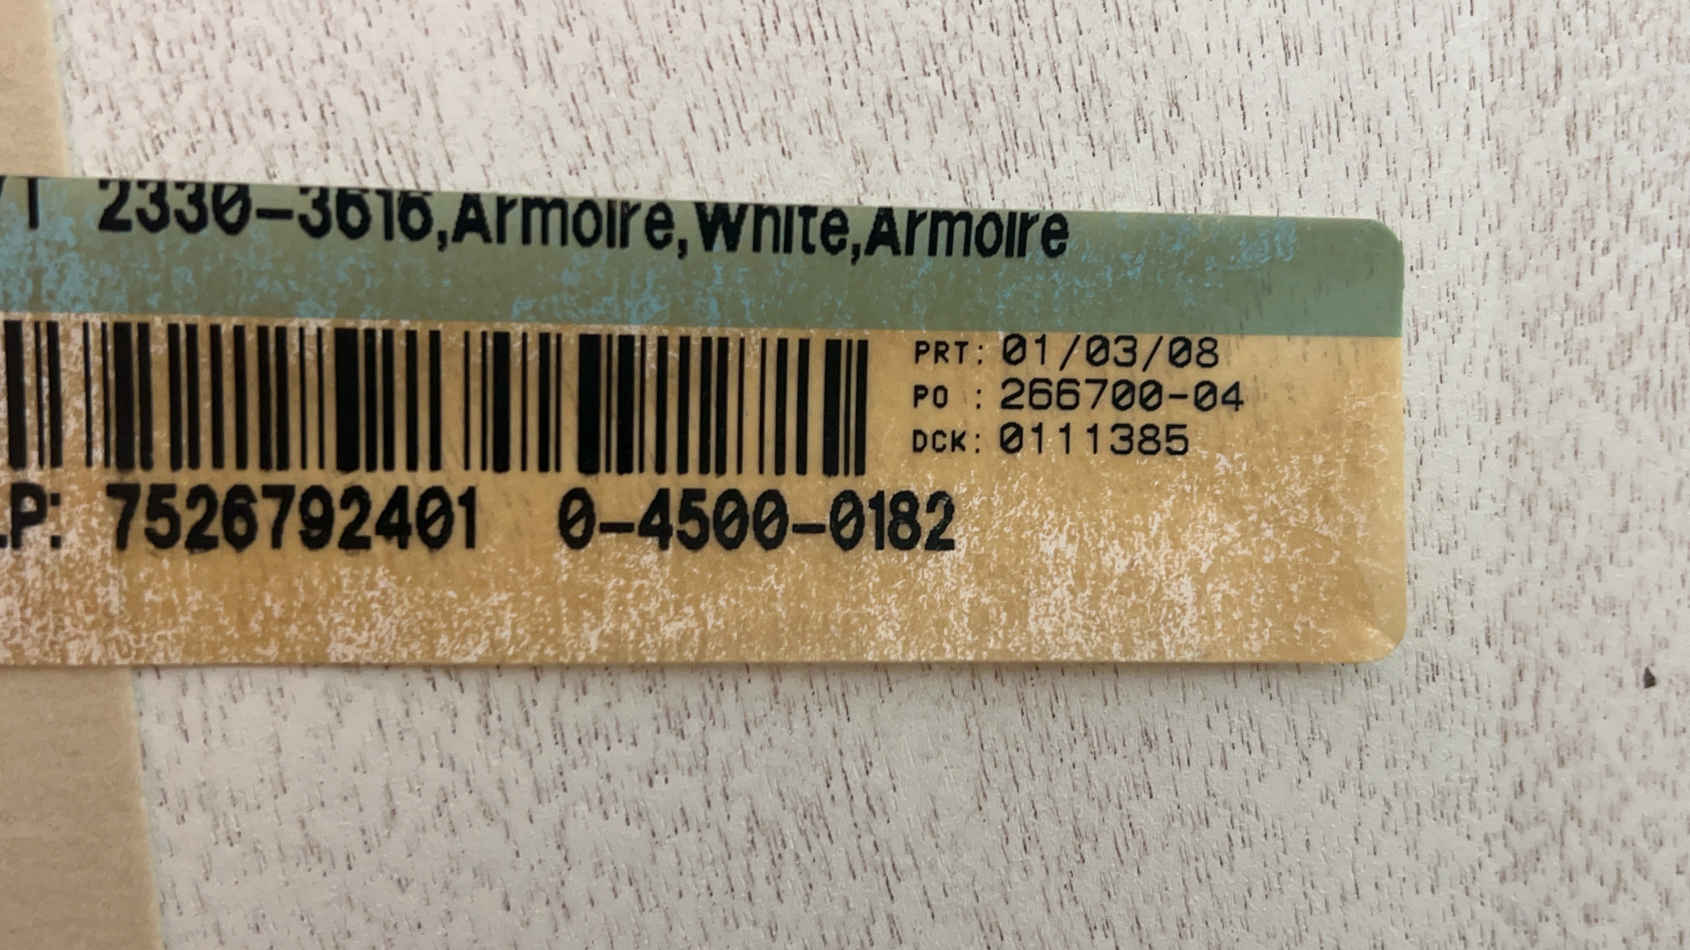 2330-3616,Armoire,White,Armoire
PRT: 01/03/08
PO : 266700-04
DCK: 0111385
.P: 7526792401 0-4500-0182